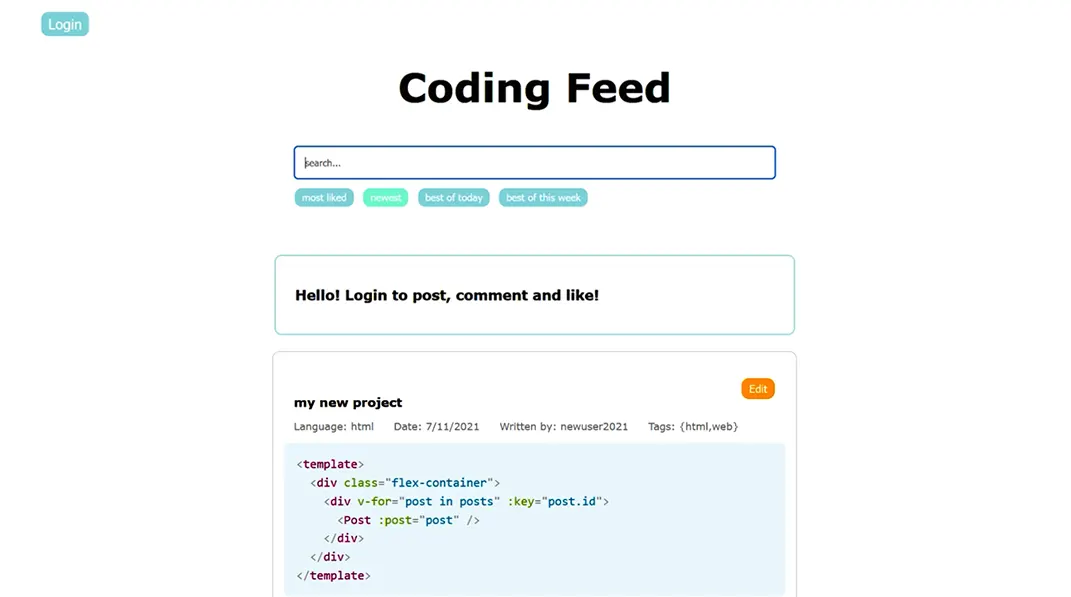 Login
Coding Feed
search...
most liked newest best of today best of this week
Hello! Login to post, comment and like!
Edit
my new project
Language: html Date: 7/11/2021 Written by: newuser2021 Tags: {html,web}
<template>
<div class="flex-container">
<div v-for="post in posts" :key="post.id">
<Post :post="post" />
</div>
</div>
</template>